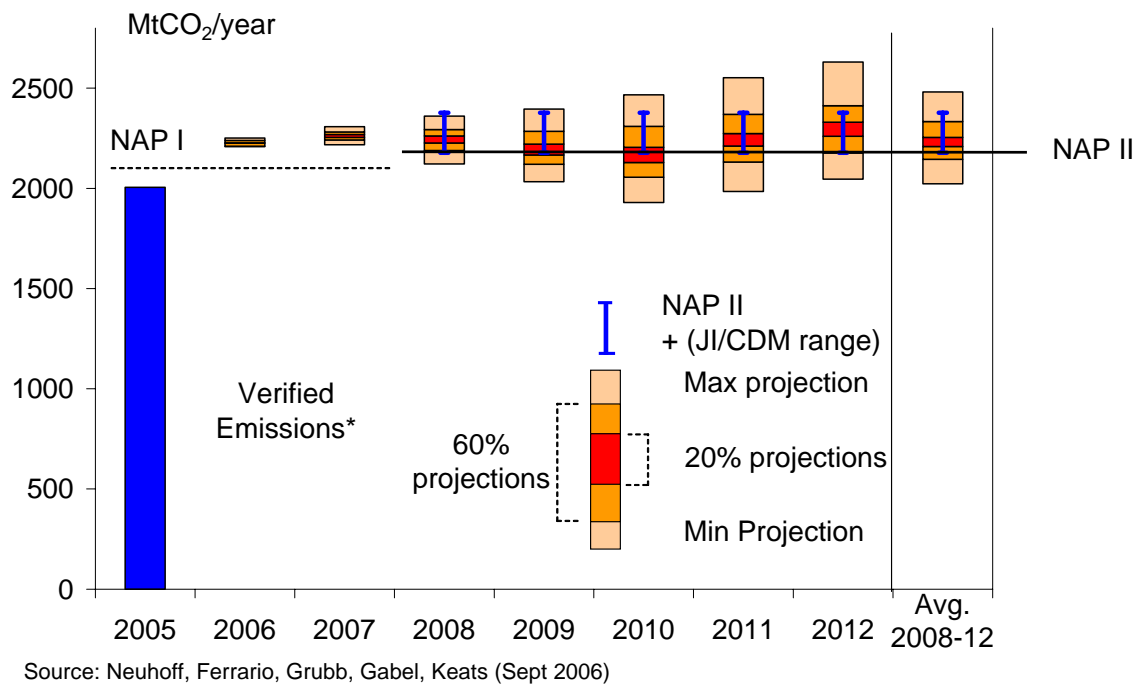 MtCO₂/year
2500
2000
1500
1000
500
0
NAP I
NAP II
NAP II
+ (JI/CDM range)
Max projection
Verified
Emissions*
60%
projections
20% projections
Min Projection
2005 2006 2007 2008 2009 2010 2011 2012 Avg.
2008-12
Source: Neuhoff, Ferrario, Grubb, Gabel, Keats (Sept 2006)